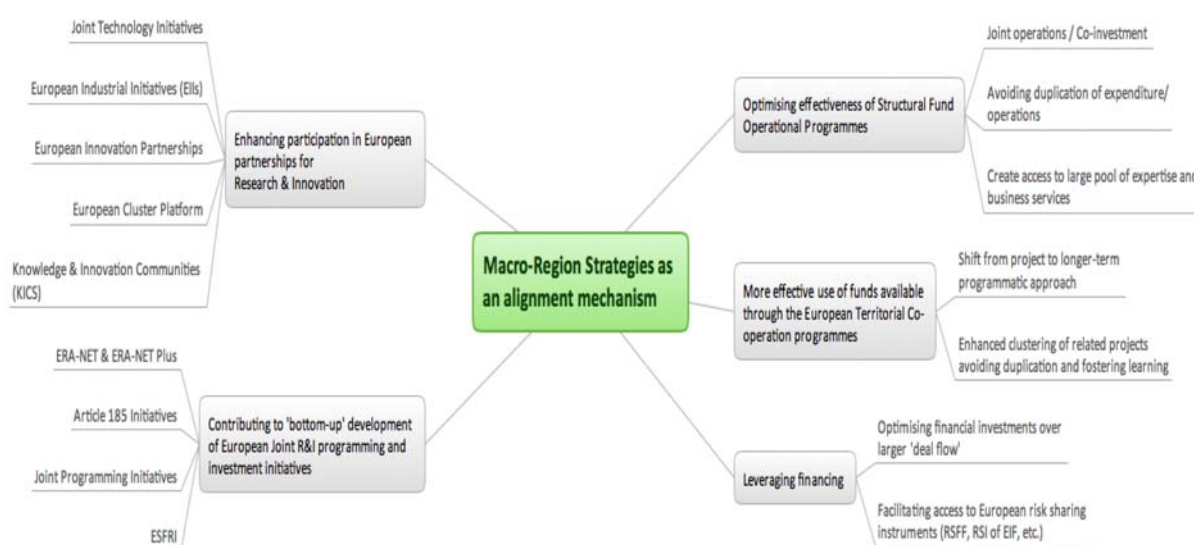 Macro-Region Strategies as
an alignment mechanism
Enhancing participation in European
partnerships for
Research & Innovation
Joint Technology Initiatives
European Industrial Initiatives (EIIs)
European Innovation Partnerships
European Cluster Platform
Knowledge & Innovation Communities
(KICS)
Contributing to 'bottom-up' development
of European Joint R&I programming and
investment initiatives
ERA-NET & ERA-NET Plus
Article 185 Initiatives
Joint Programming Initiatives
ESFRI
Optimising effectiveness of Structural Fund
Operational Programmes
Joint operations / Co-investment
Avoiding duplication of expenditure/
operations
Create access to large pool of expertise and
business services
More effective use of funds available
through the European Territorial Co-
operation programmes
Shift from project to longer-term
programmatic approach
Enhanced clustering of related projects
avoiding duplication and fostering learning
Leveraging financing
Optimising financial investments over
larger 'deal flow'
Facilitating access to European risk sharing
instruments (RSFF, RSI of EIF, etc.)